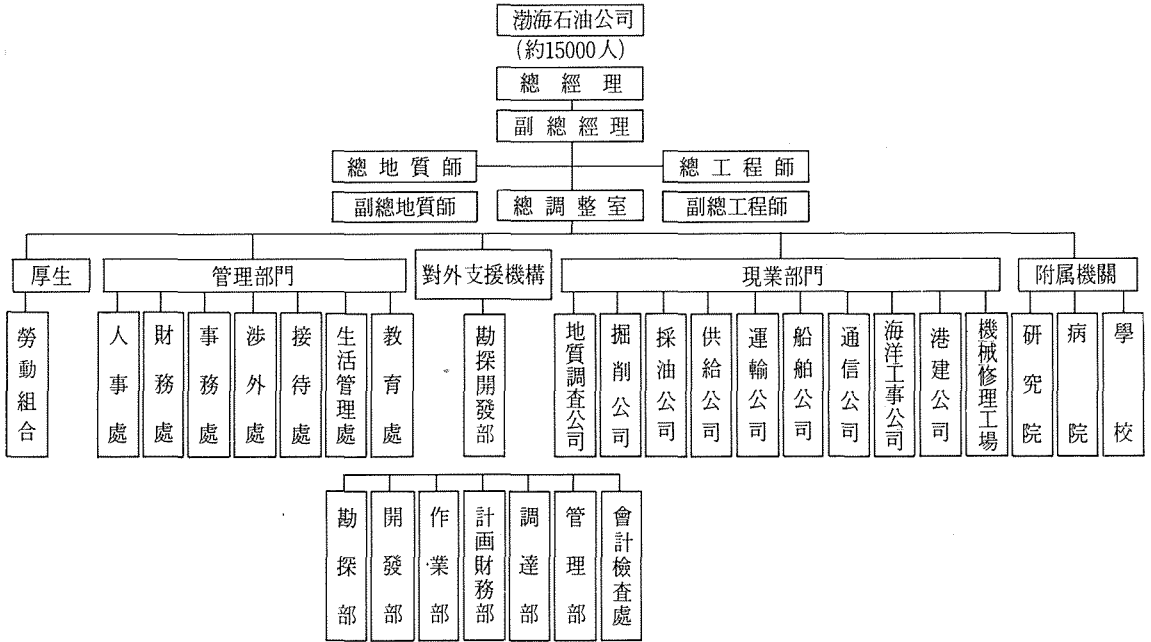 渤海石油公司
(約15000人)
總經理
副總經理
總地質師
總工程師
副總地質師
總調整室
副總工程師
厚生
管理部門
對外支援機構
現業部門
附属機關
勞動組合
人事處
財務處
事務處
渉外處
接待處
生活管理處
教育處
勘探開發部
地質調査公司
掘削公司
採油公司
供給公司
運輸公司
船舶公司
通信公司
海洋工事公司
港建公司
機械修理工場
研究院
病院
學校
勘探部
開發部
作業部
計画財務部
調達部
管理部
會計檢査處